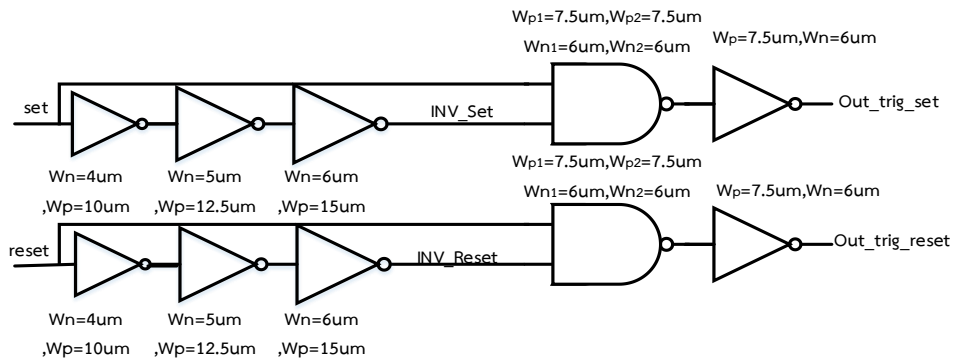 Wp1=7.5um,Wp2=7.5um
Wn1=6um,Wn2=6um
Wp=7.5um,Wn=6um
set
INV_Set
Out_trig_set
Wn=4um
,Wp=10um
Wn=5um
,Wp=12.5um
Wn=6um
,Wp=15um
Wp1=7.5um,Wp2=7.5um
Wn1=6um,Wn2=6um
Wp=7.5um,Wn=6um
reset
INV_Reset
Out_trig_reset
Wn=4um
,Wp=10um
Wn=5um
,Wp=12.5um
Wn=6um
,Wp=15um